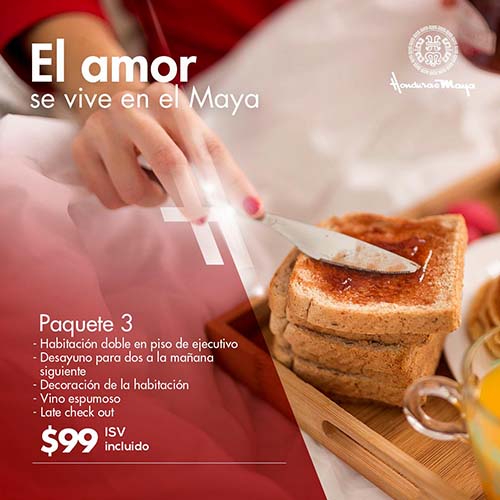 El amor
se vive en el Maya
Honduras Maya
Paquete 3
- Habitación doble en piso de ejecutivo
- Desayuno para dos a la mañana
siguiente
- Decoración de la habitación
- Vino espumoso
- Late check out
$99 ISV
incluido